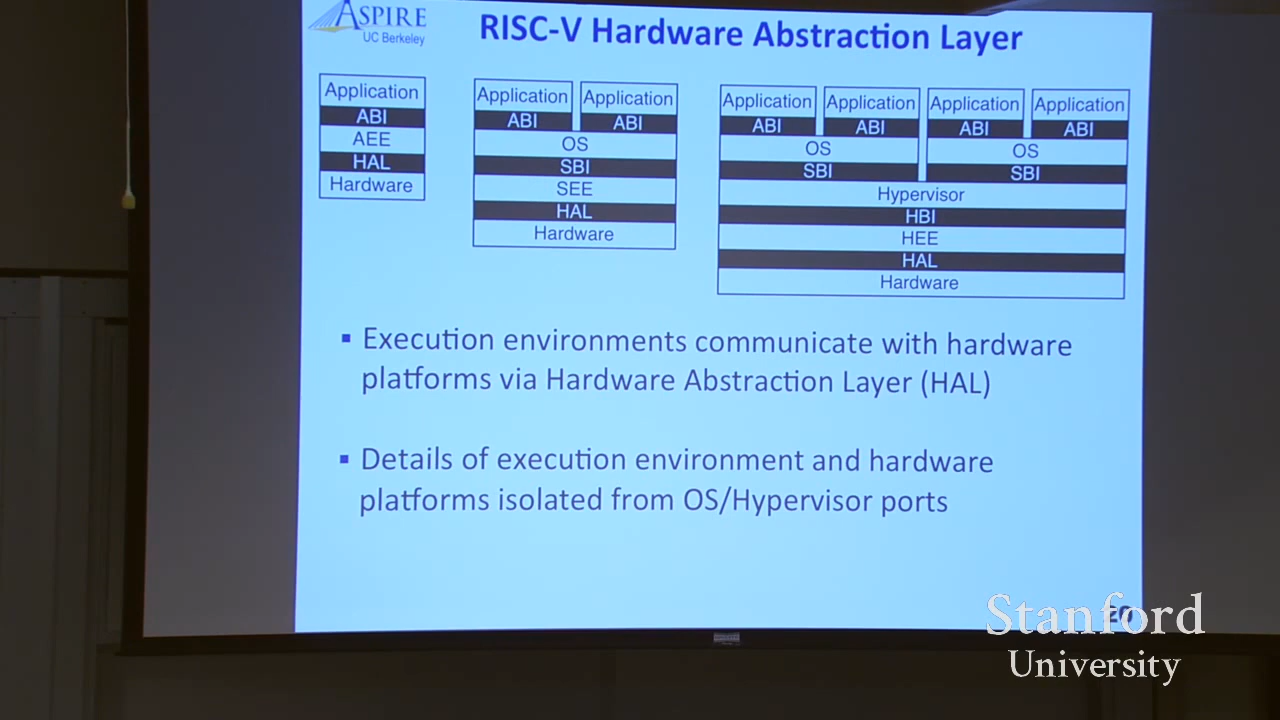 ASPIRE
UC Berkeley
RISC-V Hardware Abstraction Layer
Application
ABI
AEE
HAL
Hardware
Application Application
ABI ABI
OS
SBI
SEE
HAL
Hardware
Application Application Application Application
ABI ABI ABI ABI
OS OS
SBI SBI
Hypervisor
HBI
HEE
HAL
Hardware
▪ Execution environments communicate with hardware
platforms via Hardware Abstraction Layer (HAL)
▪ Details of execution environment and hardware
platforms isolated from OS/Hypervisor ports
20
Stanford
University